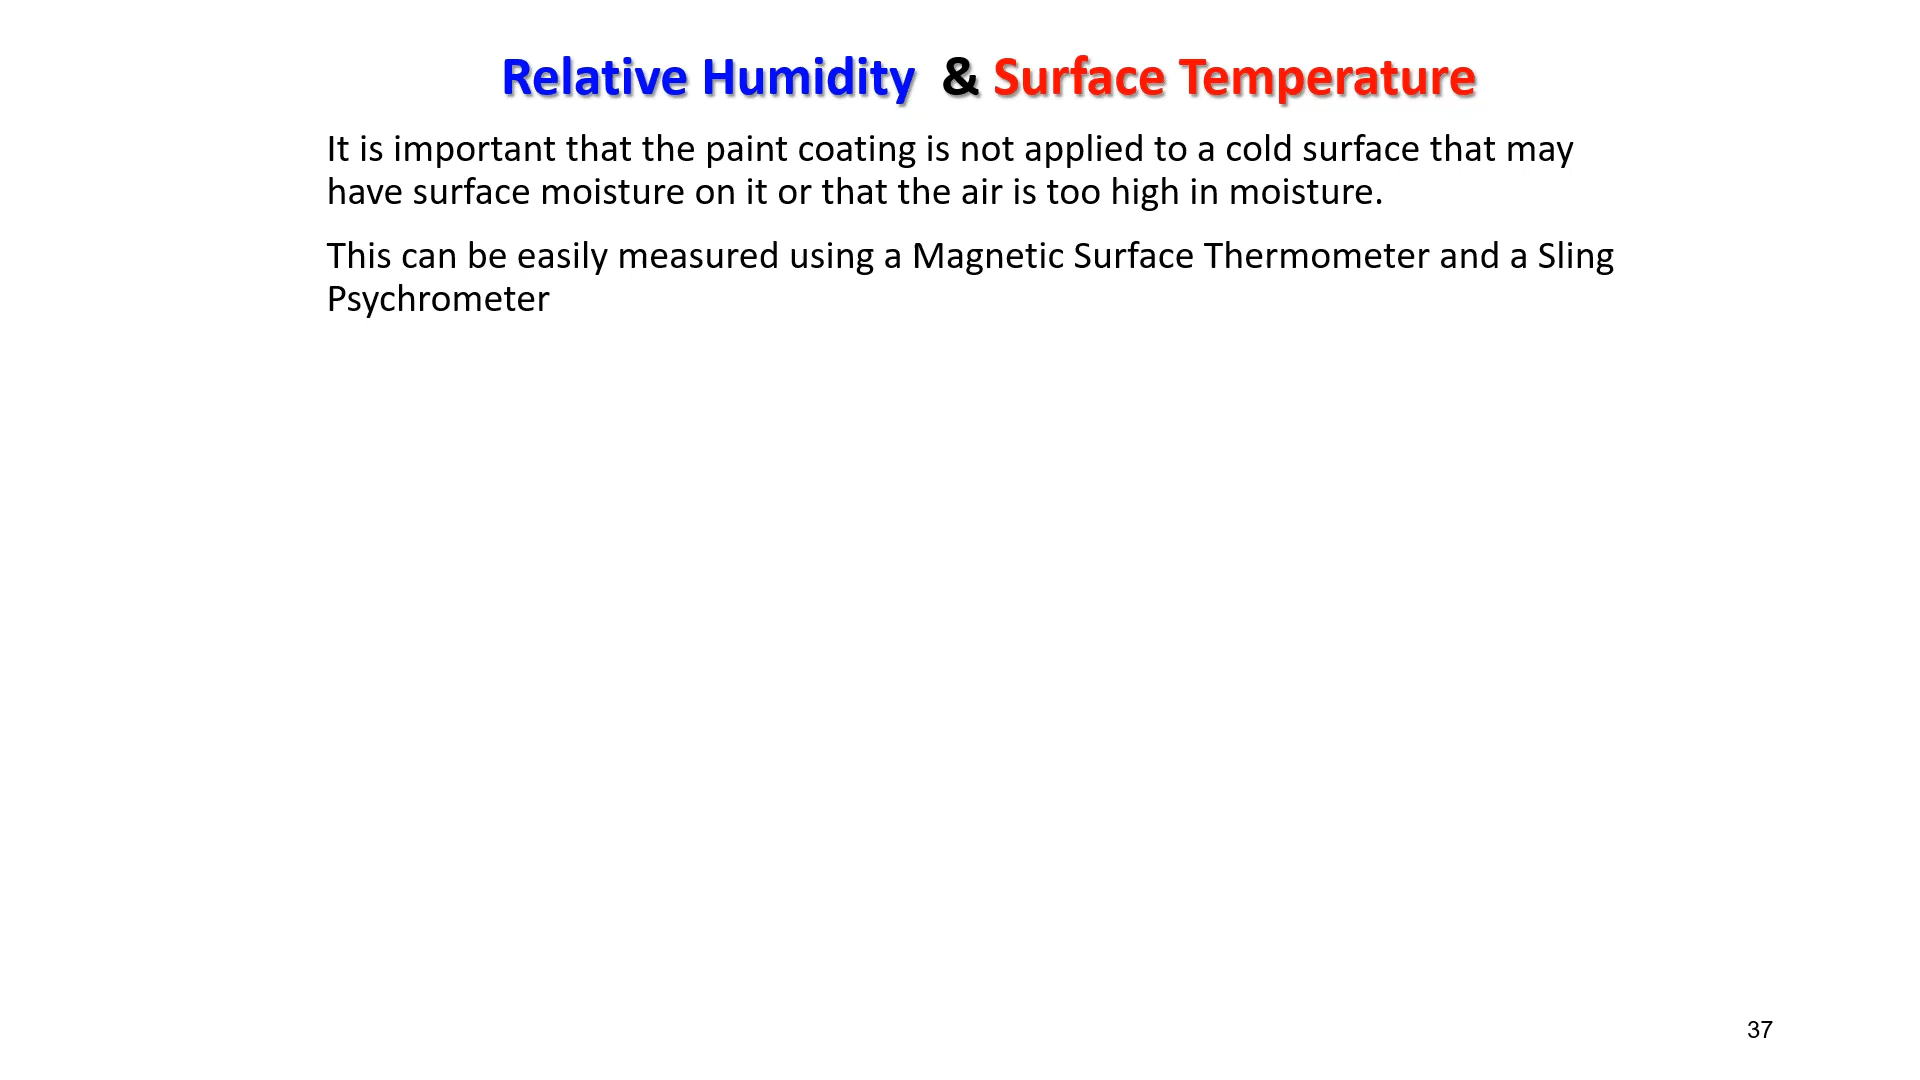 Relative Humidity & Surface Temperature
It is important that the paint coating is not applied to a cold surface that may
have surface moisture on it or that the air is too high in moisture.
This can be easily measured using a Magnetic Surface Thermometer and a Sling
Psychrometer
37